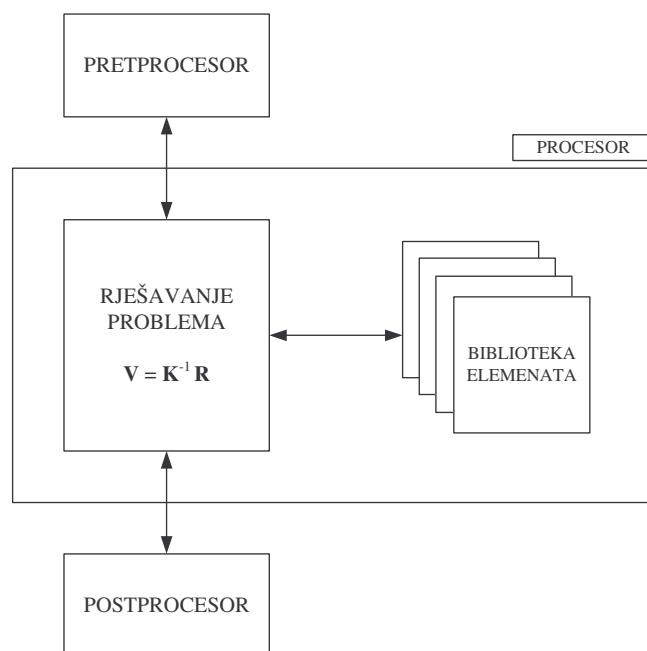 PRETPROCESOR
PROCESOR
RJEŠAVANJE
PROBLEMA
V = K⁻¹ R
BIBLIOTEKA
ELEMENATA
POSTPROCESOR